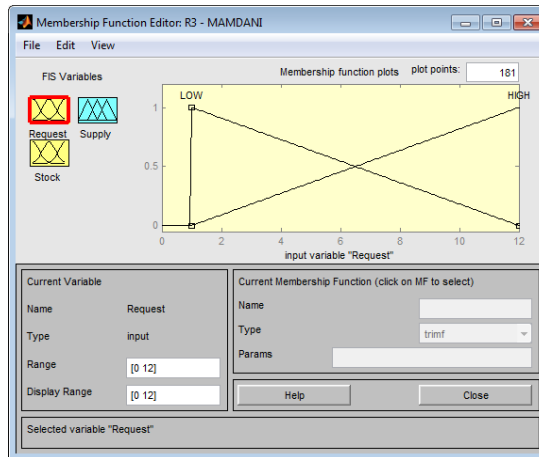 Membership Function Editor: R3 - MAMDANI
File Edit View
FIS Variables
Membership function plots plot points: 181
LOW HIGH
Request Supply
Stock
1
0.5
0
0 2 4 6 8 10 12
input variable "Request"
Current Variable
Name Request
Type input
Range [0 12]
Display Range [0 12]
Current Membership Function (click on MF to select)
Name
Type trimf
Params
Help Close
Selected variable "Request"